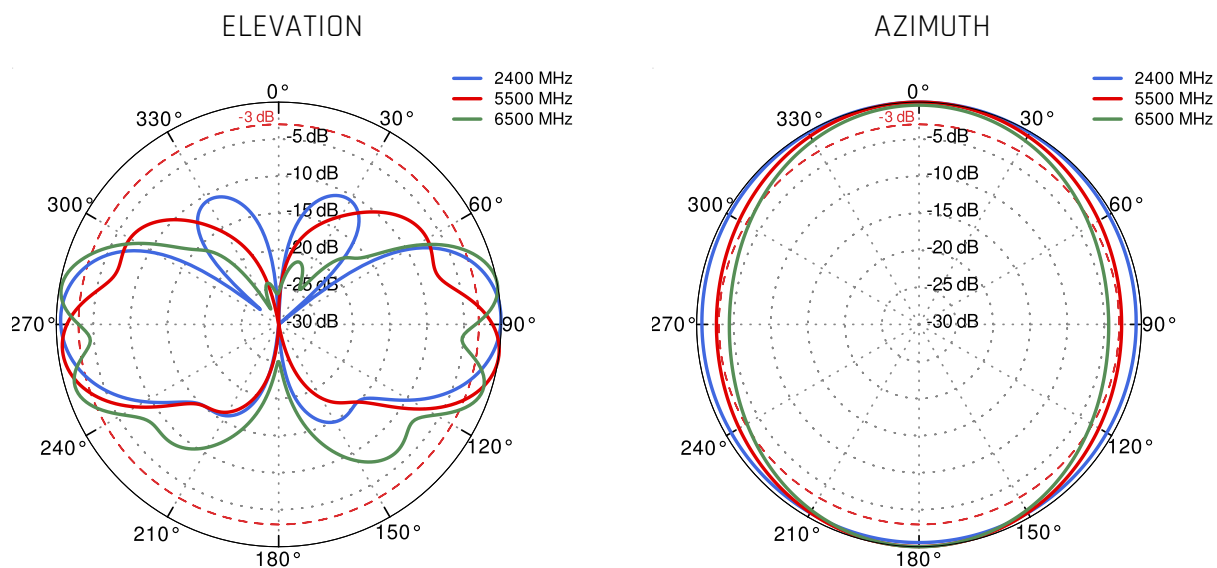 ELEVATION
2400 MHz
5500 MHz
6500 MHz
0°
-3 dB
330°
30°
-5 dB
-10 dB
300°
-15 dB
60°
-20 dB
-25 dB
270°
-30 dB
90°
240°
120°
210°
150°
180°
AZIMUTH
2400 MHz
5500 MHz
6500 MHz
0°
-3 dB
330°
30°
-5 dB
-10 dB
300°
-15 dB
60°
-20 dB
-25 dB
270°
-30 dB
90°
240°
120°
210°
150°
180°